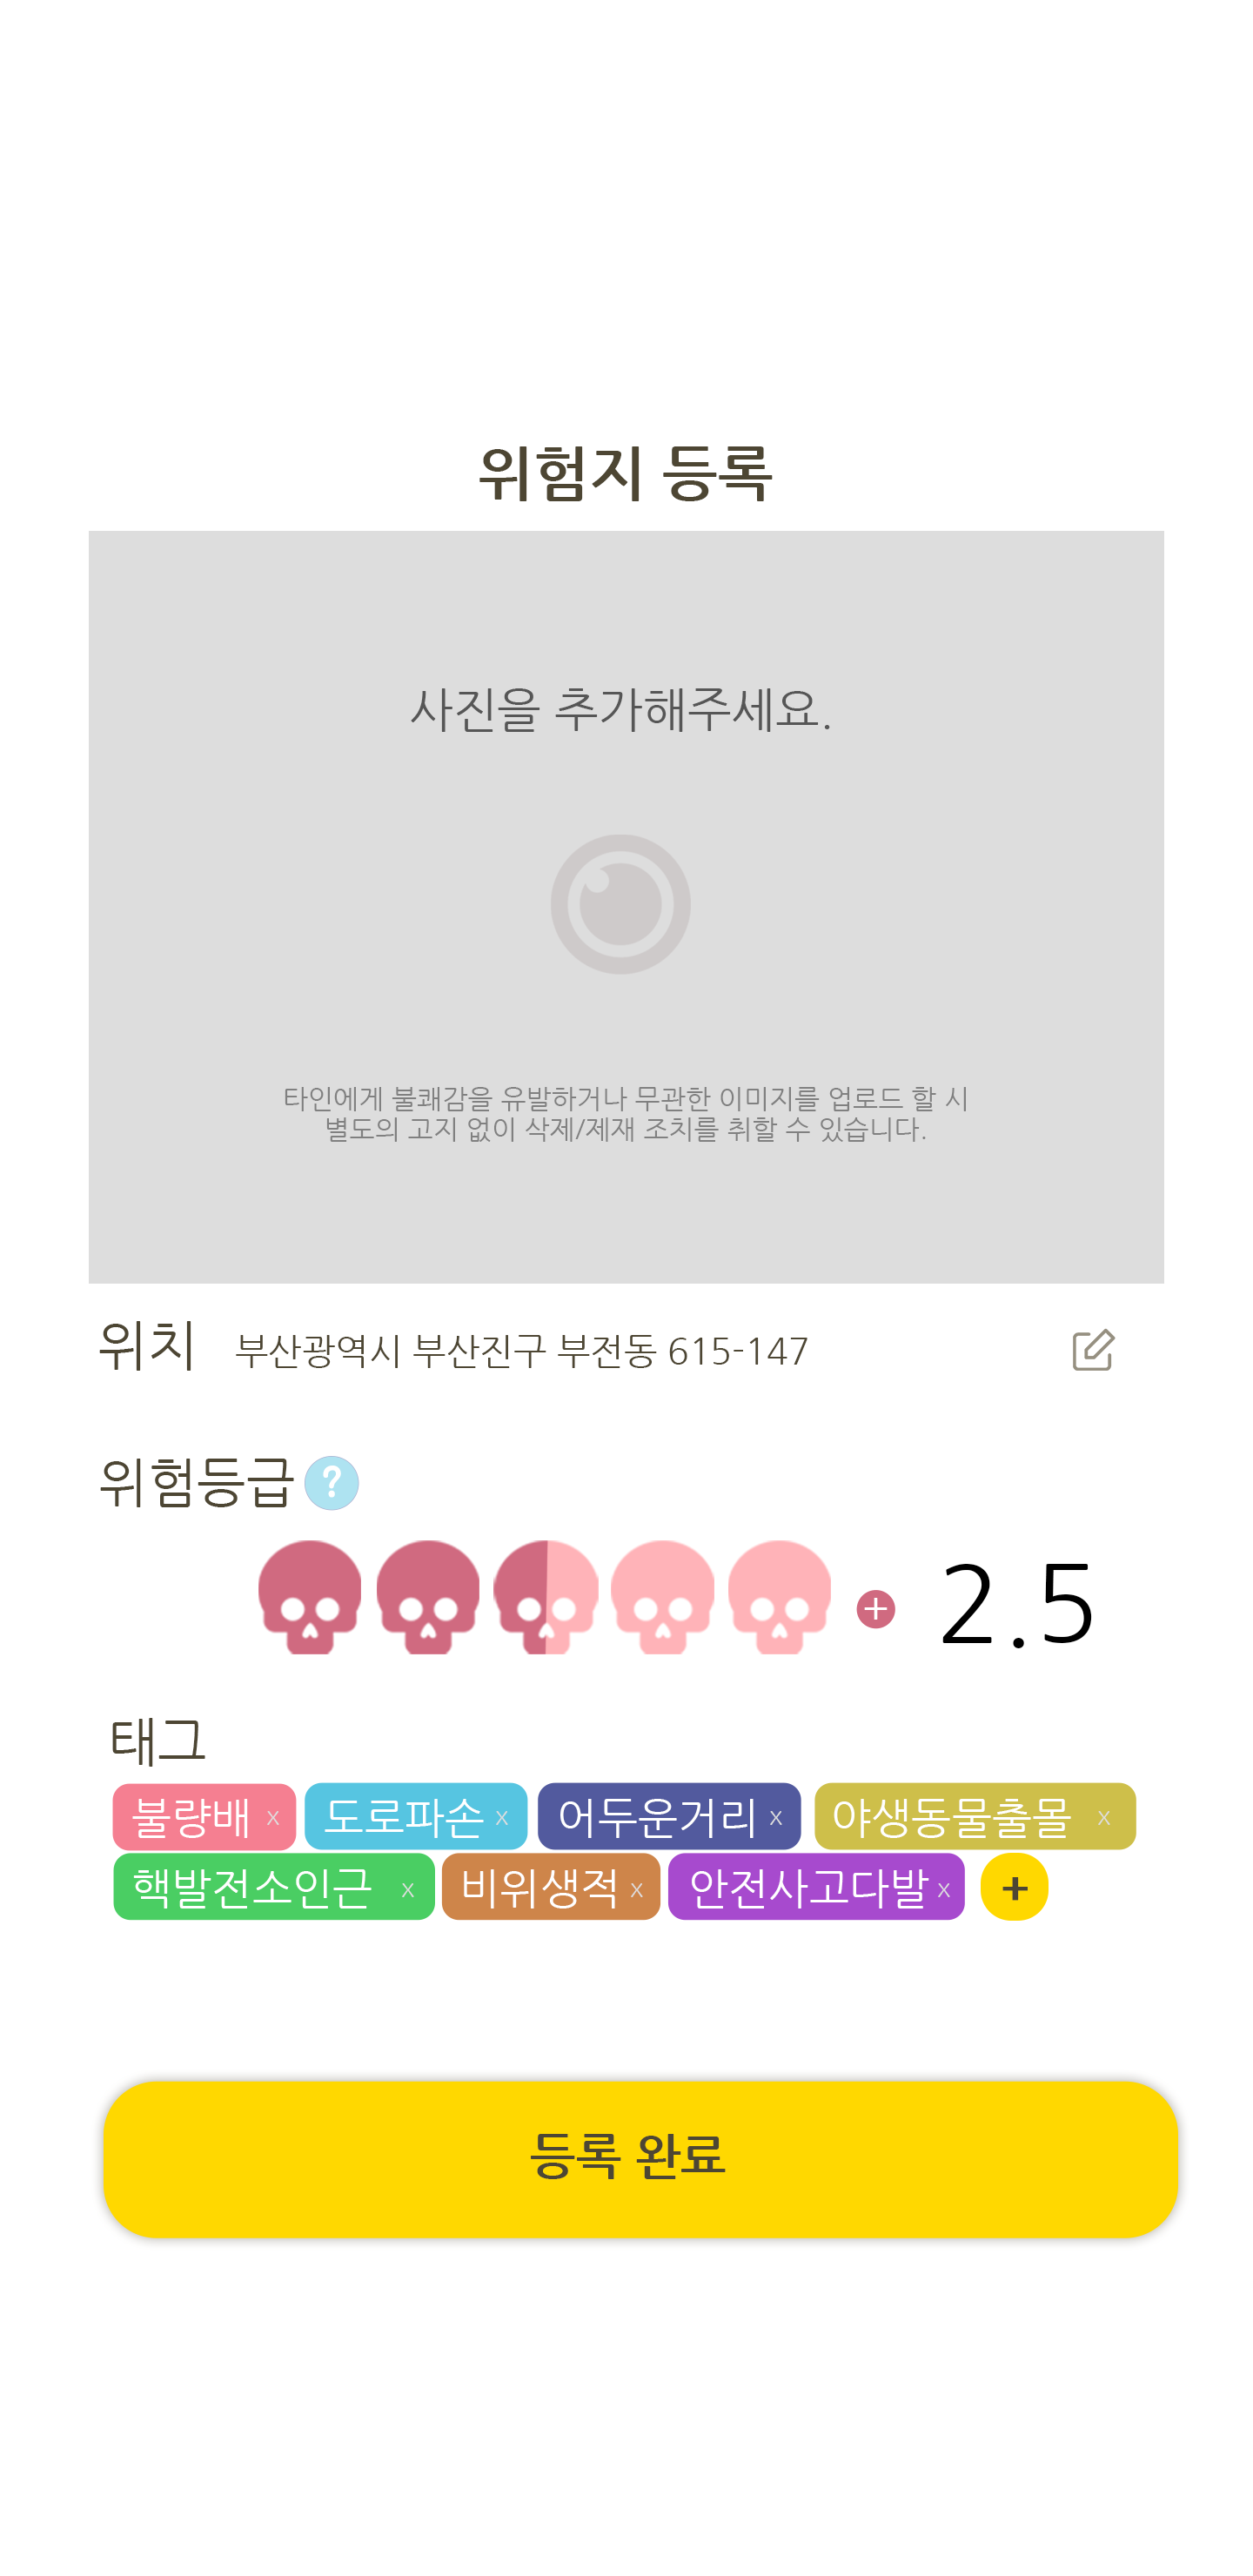 위험지 등록
사진을 추가해주세요.
타인에게 불쾌감을 유발하거나 무관한 이미지를 업로드 할 시
별도의 고지 없이 삭제/제재 조치를 취할 수 있습니다.
위치 부산광역시 부산진구 부전동 615-147
위험등급 ?
+ 2.5
태그
불량배 x 도로파손 x 어두운거리 x 야생동물출몰 x
핵발전소인근 x 비위생적 x 안전사고다발 x +
등록 완료